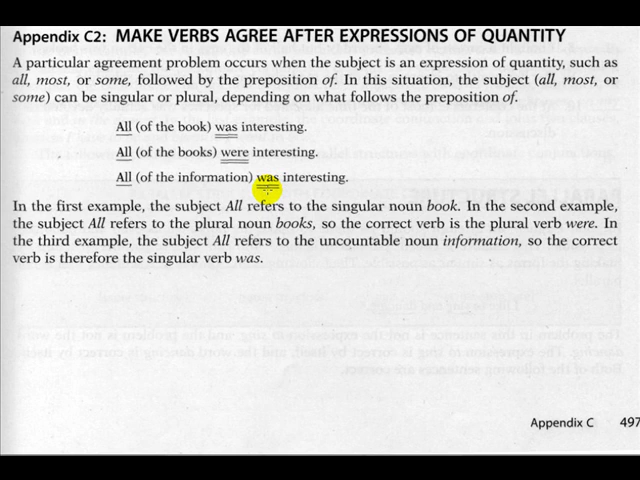 Appendix C2: MAKE VERBS AGREE AFTER EXPRESSIONS OF QUANTITY
A particular agreement problem occurs when the subject is an expression of quantity, such as
all, most, or some, followed by the preposition of. In this situation, the subject (all, most, or
some) can be singular or plural, depending on what follows the preposition of.
All (of the book) was interesting.
All (of the books) were interesting.
All (of the information) was interesting.
In the first example, the subject All refers to the singular noun book. In the second example,
the subject All refers to the plural noun books, so the correct verb is the plural verb were. In
the third example, the subject All refers to the uncountable noun information, so the correct
verb is therefore the singular verb was.
Appendix C 497